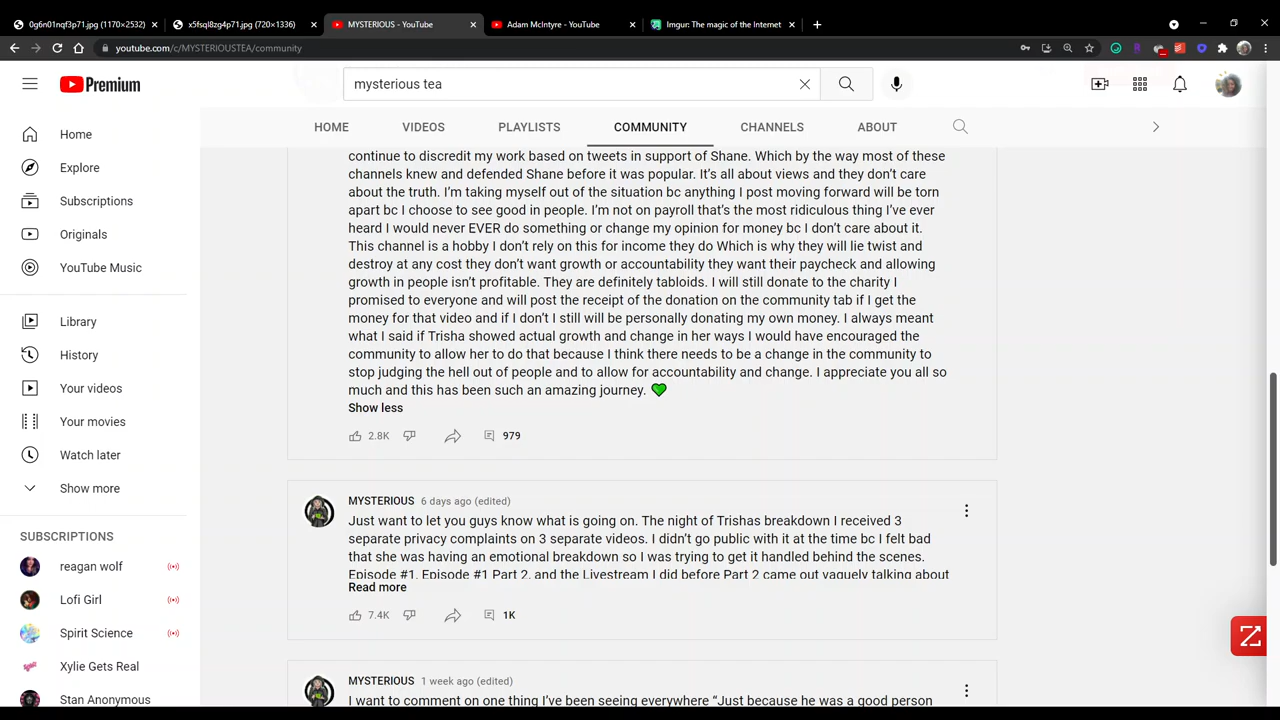 0g6n01nqf3p71.jpg (1170×2532)
x5fsql8zg4p71.jpg (720×1336)
MYSTERIOUS - YouTube
Adam McIntyre - YouTube
Imgur: The magic of the Internet
youtube.com/c/MYSTERIOUSTEA/community
Premium
mysterious tea
HOME
VIDEOS
PLAYLISTS
COMMUNITY
CHANNELS
ABOUT
Home
Explore
Subscriptions
Originals
YouTube Music
Library
History
Your videos
Your movies
Watch later
Show more
SUBSCRIPTIONS
reagan wolf
Lofi Girl
Spirit Science
Xylie Gets Real
Stan Anonymous
continue to discredit my work based on tweets in support of Shane. Which by the way most of these
channels knew and defended Shane before it was popular. It's all about views and they don't care
about the truth. I'm taking myself out of the situation bc anything I post moving forward will be torn
apart bc I choose to see good in people. I'm not on payroll that's the most ridiculous thing I've ever
heard I would never EVER do something or change my opinion for money bc I don't care about it.
This channel is a hobby I don't rely on this for income they do Which is why they will lie twist and
destroy at any cost they don't want growth or accountability they want their paycheck and allowing
growth in people isn't profitable. They are definitely tabloids. I will still donate to the charity I
promised to everyone and will post the receipt of the donation on the community tab if I get the
money for that video and if I don't I still will be personally donating my own money. I always meant
what I said if Trisha showed actual growth and change in her ways I would have encouraged the
community to allow her to do that because I think there needs to be a change in the community to
stop judging the hell out of people and to allow for accountability and change. I appreciate you all so
much and this has been such an amazing journey. 💚
Show less
2.8K
979
MYSTERIOUS 6 days ago (edited)
Just want to let you guys know what is going on. The night of Trishas breakdown I received 3
separate privacy complaints on 3 separate videos. I didn't go public with it at the time bc I felt bad
that she was having an emotional breakdown so I was trying to get it handled behind the scenes.
Episode #1, Episode #1 Part 2, and the Livestream I did before Part 2 came out vaguely talking about
Read more
7.4K
1K
MYSTERIOUS 1 week ago (edited)
I want to comment on one thing I've been seeing everywhere "Just because he was a good person